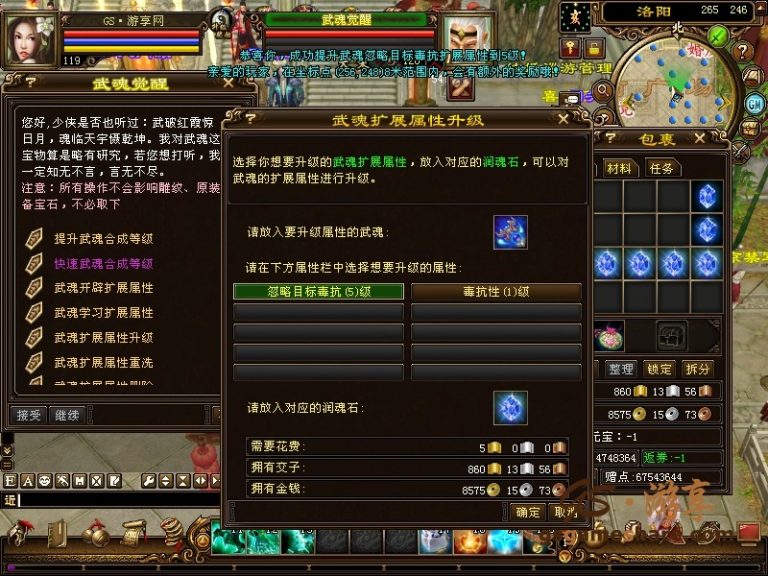 GS·游享网
119
武魂觉醒
洛阳
265 246
北
恭喜你，成功提升武魂忽略目标毒抗扩展属性到5级！
亲爱的玩家，在坐标点(256,248)8米范围内，会有额外的奖励哦！
武魂觉醒
您好,少侠是否也听过：武破红霞惊
日月，魂临天宇慑乾坤。我对武魂这
宝物算是略有研究，若您想打听，我
一定知无不言，言无不尽。
注意：所有操作不会影响雕纹、原装
备宝石，不必取下
提升武魂合成等级
快速武魂合成等级
武魂开辟扩展属性
武魂学习扩展属性
武魂扩展属性升级
武魂扩展属性重洗
武魂扩展属性删除
接受
继续
武魂扩展属性升级
选择你想要升级的武魂扩展属性，放入对应的润魂石，可以对
武魂的扩展属性进行升级。
请放入要升级属性的武魂：
请在下方属性栏中选择想要升级的属性：
忽略目标毒抗(5)级
毒抗性(1)级
请放入对应的润魂石：
需要花费： 5 0 0
拥有交子： 860 13 56
拥有金钱： 8575 15 73
确定
取消
包裹
材料
任务
整理
锁定
拆分
860 13 56
8575 15 73
元宝：-1
4748364
返券:-1
赠点:67543644
近
GM